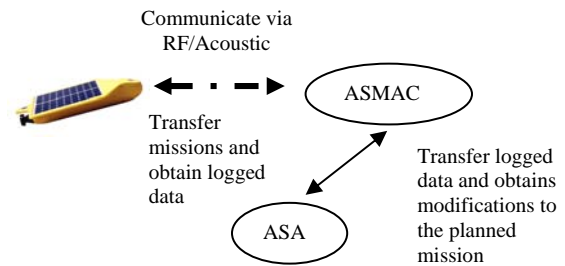 Communicate via
RF/Acoustic
ASMAC
Transfer
missions and
obtain logged
data
Transfer logged
data and obtains
modifications to
the planned
mission
ASA